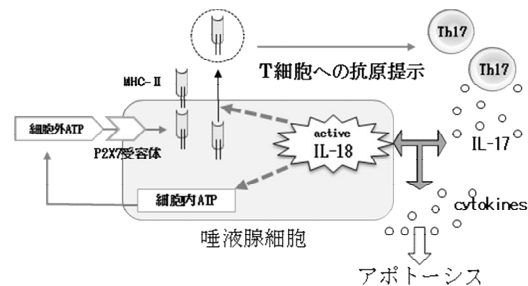 Th17
T細胞への抗原提示
Th17
MHC-Ⅱ
細胞外ATP
P2X7受容体
active
IL-18
IL-17
細胞内ATP
cytokines
唾液腺細胞
アポトーシス